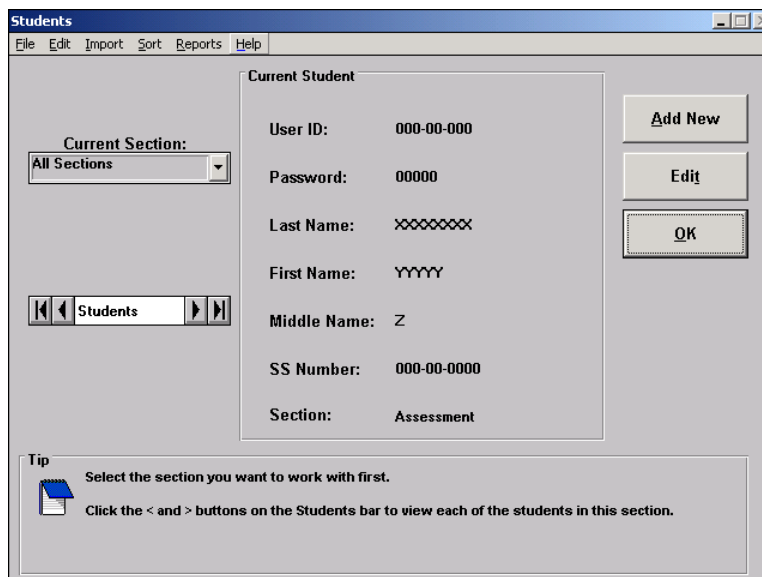 Students
File Edit Import Sort Reports Help
Current Section:
All Sections
Students
Current Student
User ID: 000-00-000
Password: 00000
Last Name: XXXXXXXX
First Name: YYYYY
Middle Name: Z
SS Number: 000-00-0000
Section: Assessment
Add New
Edit
OK
Tip
Select the section you want to work with first.
Click the < and > buttons on the Students bar to view each of the students in this section.